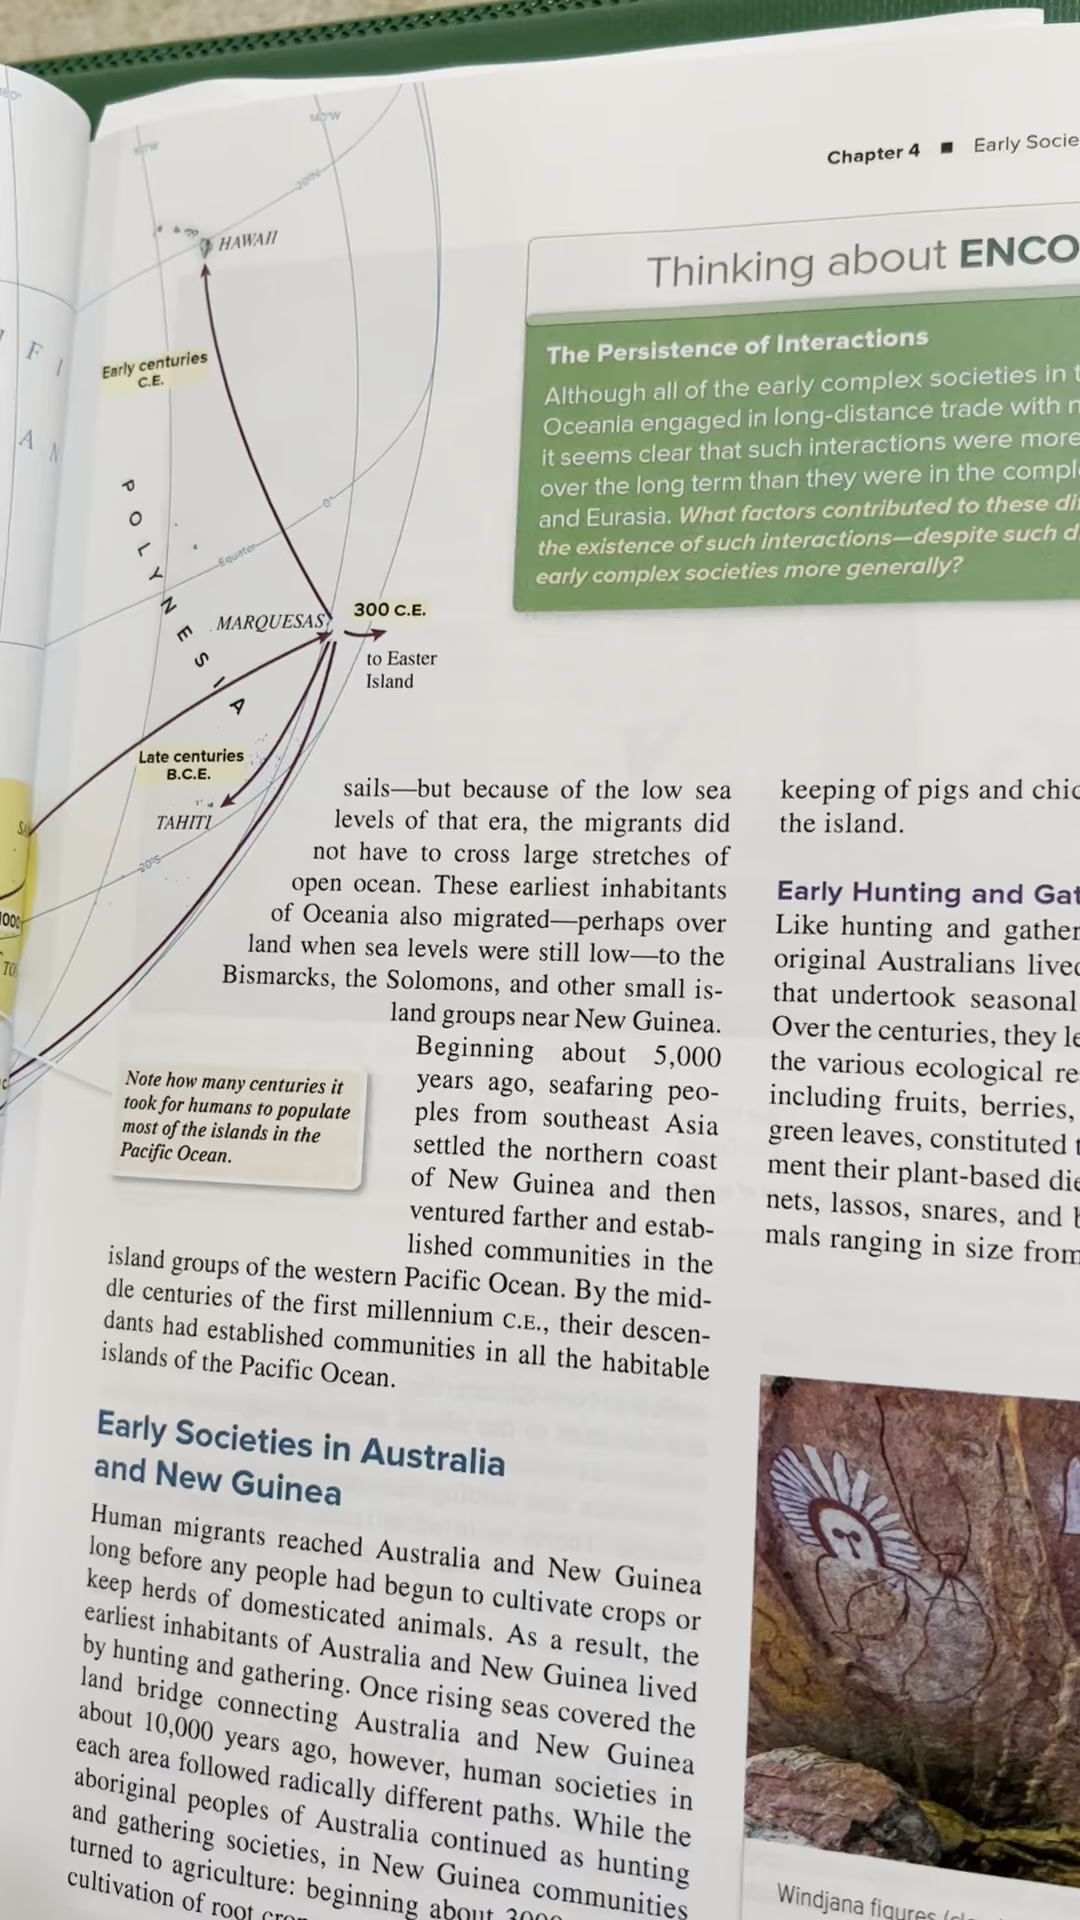 Chapter 4 ■ Early Socie
180°
160°W
140°W
20°N
HAWAII
Early centuries
C.E.
F I
A N
POLYNESIA
0°
Equator
MARQUESAS
300 C.E.
to Easter
Island
Late centuries
B.C.E.
TAHITI
20°S
1000
TO
Note how many centuries it
took for humans to populate
most of the islands in the
Pacific Ocean.
Thinking about ENCO
The Persistence of Interactions
Although all of the early complex societies in t
Oceania engaged in long-distance trade with n
it seems clear that such interactions were more
over the long term than they were in the comple
and Eurasia. What factors contributed to these dif
the existence of such interactions—despite such d
early complex societies more generally?
sails—but because of the low sea
levels of that era, the migrants did
not have to cross large stretches of
open ocean. These earliest inhabitants
of Oceania also migrated—perhaps over
land when sea levels were still low—to the
Bismarcks, the Solomons, and other small is-
land groups near New Guinea.
Beginning about 5,000
years ago, seafaring peo-
ples from southeast Asia
settled the northern coast
of New Guinea and then
ventured farther and estab-
lished communities in the
island groups of the western Pacific Ocean. By the mid-
dle centuries of the first millennium C.E., their descen-
dants had established communities in all the habitable
islands of the Pacific Ocean.
Early Societies in Australia
and New Guinea
Human migrants reached Australia and New Guinea
long before any people had begun to cultivate crops or
keep herds of domesticated animals. As a result, the
earliest inhabitants of Australia and New Guinea lived
by hunting and gathering. Once rising seas covered the
land bridge connecting Australia and New Guinea
about 10,000 years ago, however, human societies in
each area followed radically different paths. While the
aboriginal peoples of Australia continued as hunting
and gathering societies, in New Guinea communities
turned to agriculture: beginning about 3000
cultivation of root cro
keeping of pigs and chic
the island.
Early Hunting and Gat
Like hunting and gather
original Australians lived
that undertook seasonal
Over the centuries, they le
the various ecological re
including fruits, berries,
green leaves, constituted t
ment their plant-based die
nets, lassos, snares, and b
mals ranging in size from
Windjana figures